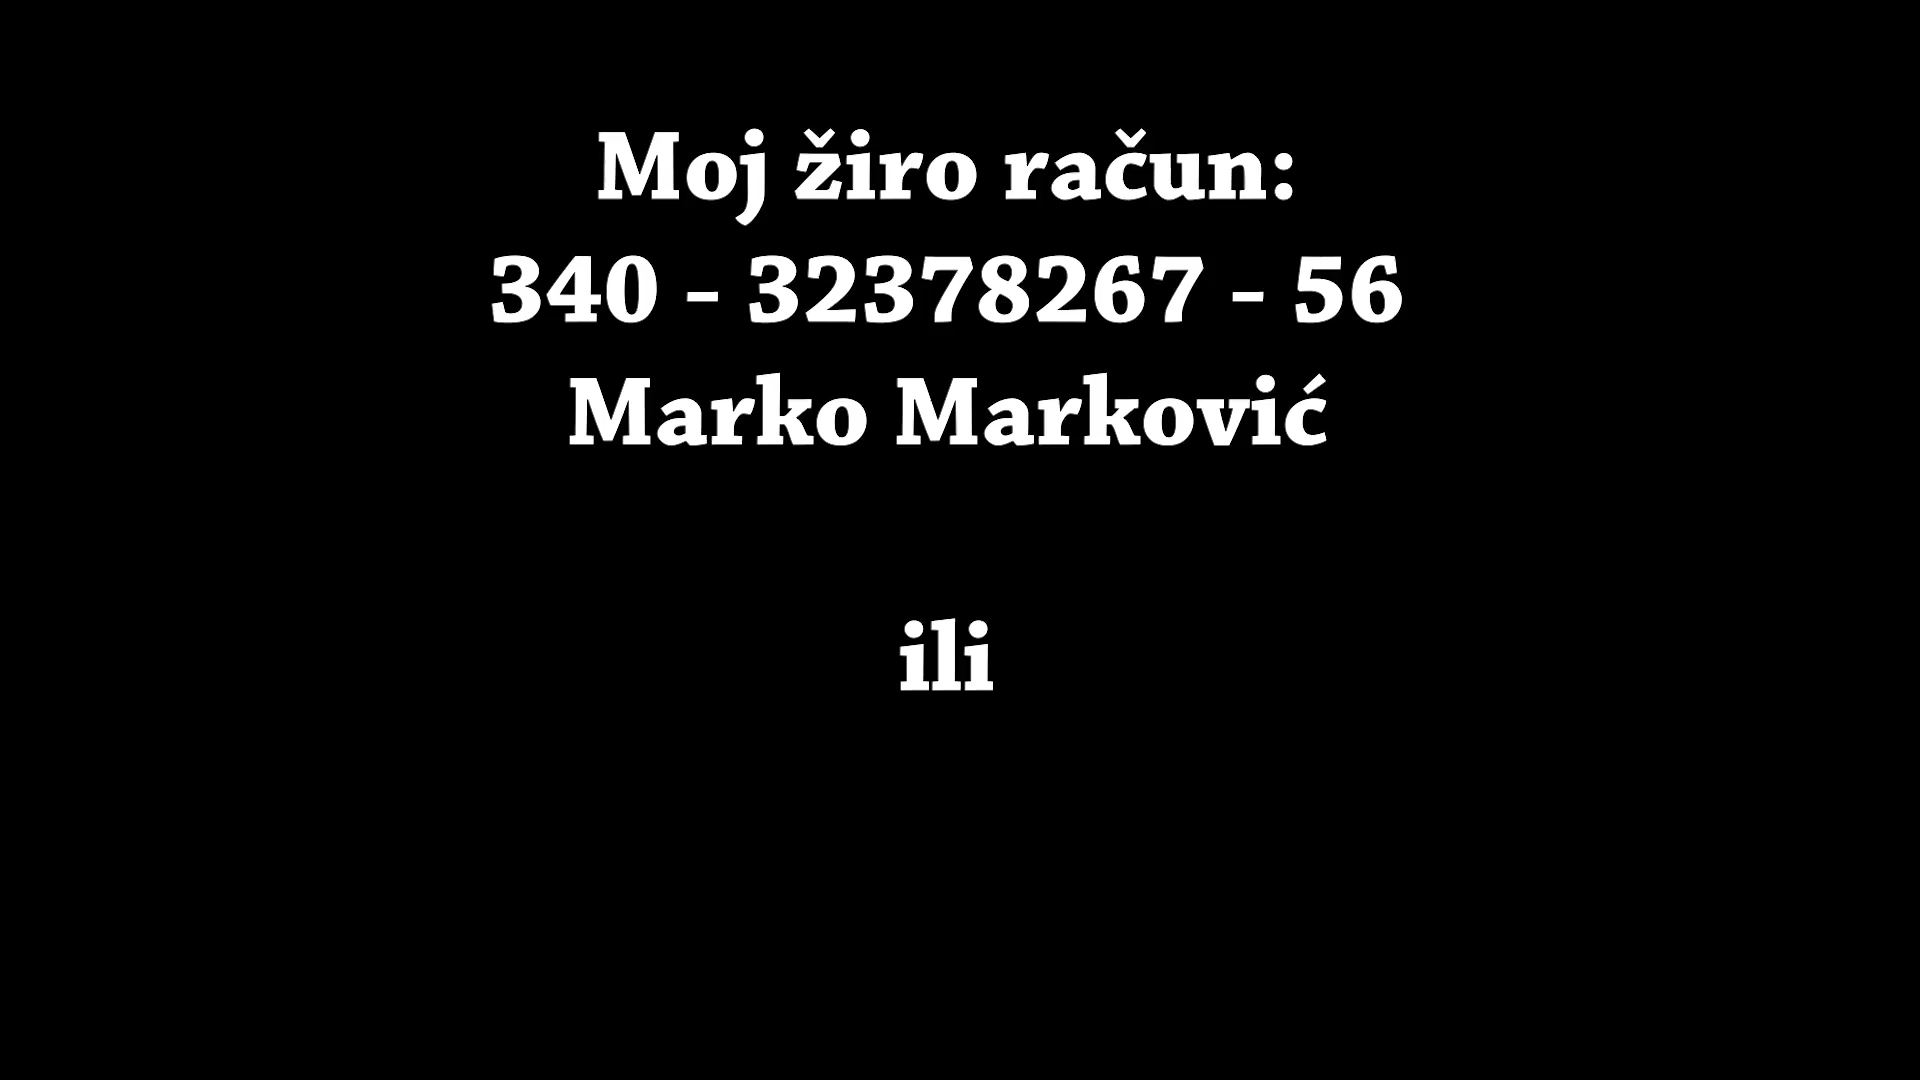 Moj žiro račun:
340 - 32378267 - 56
Marko Marković
ili